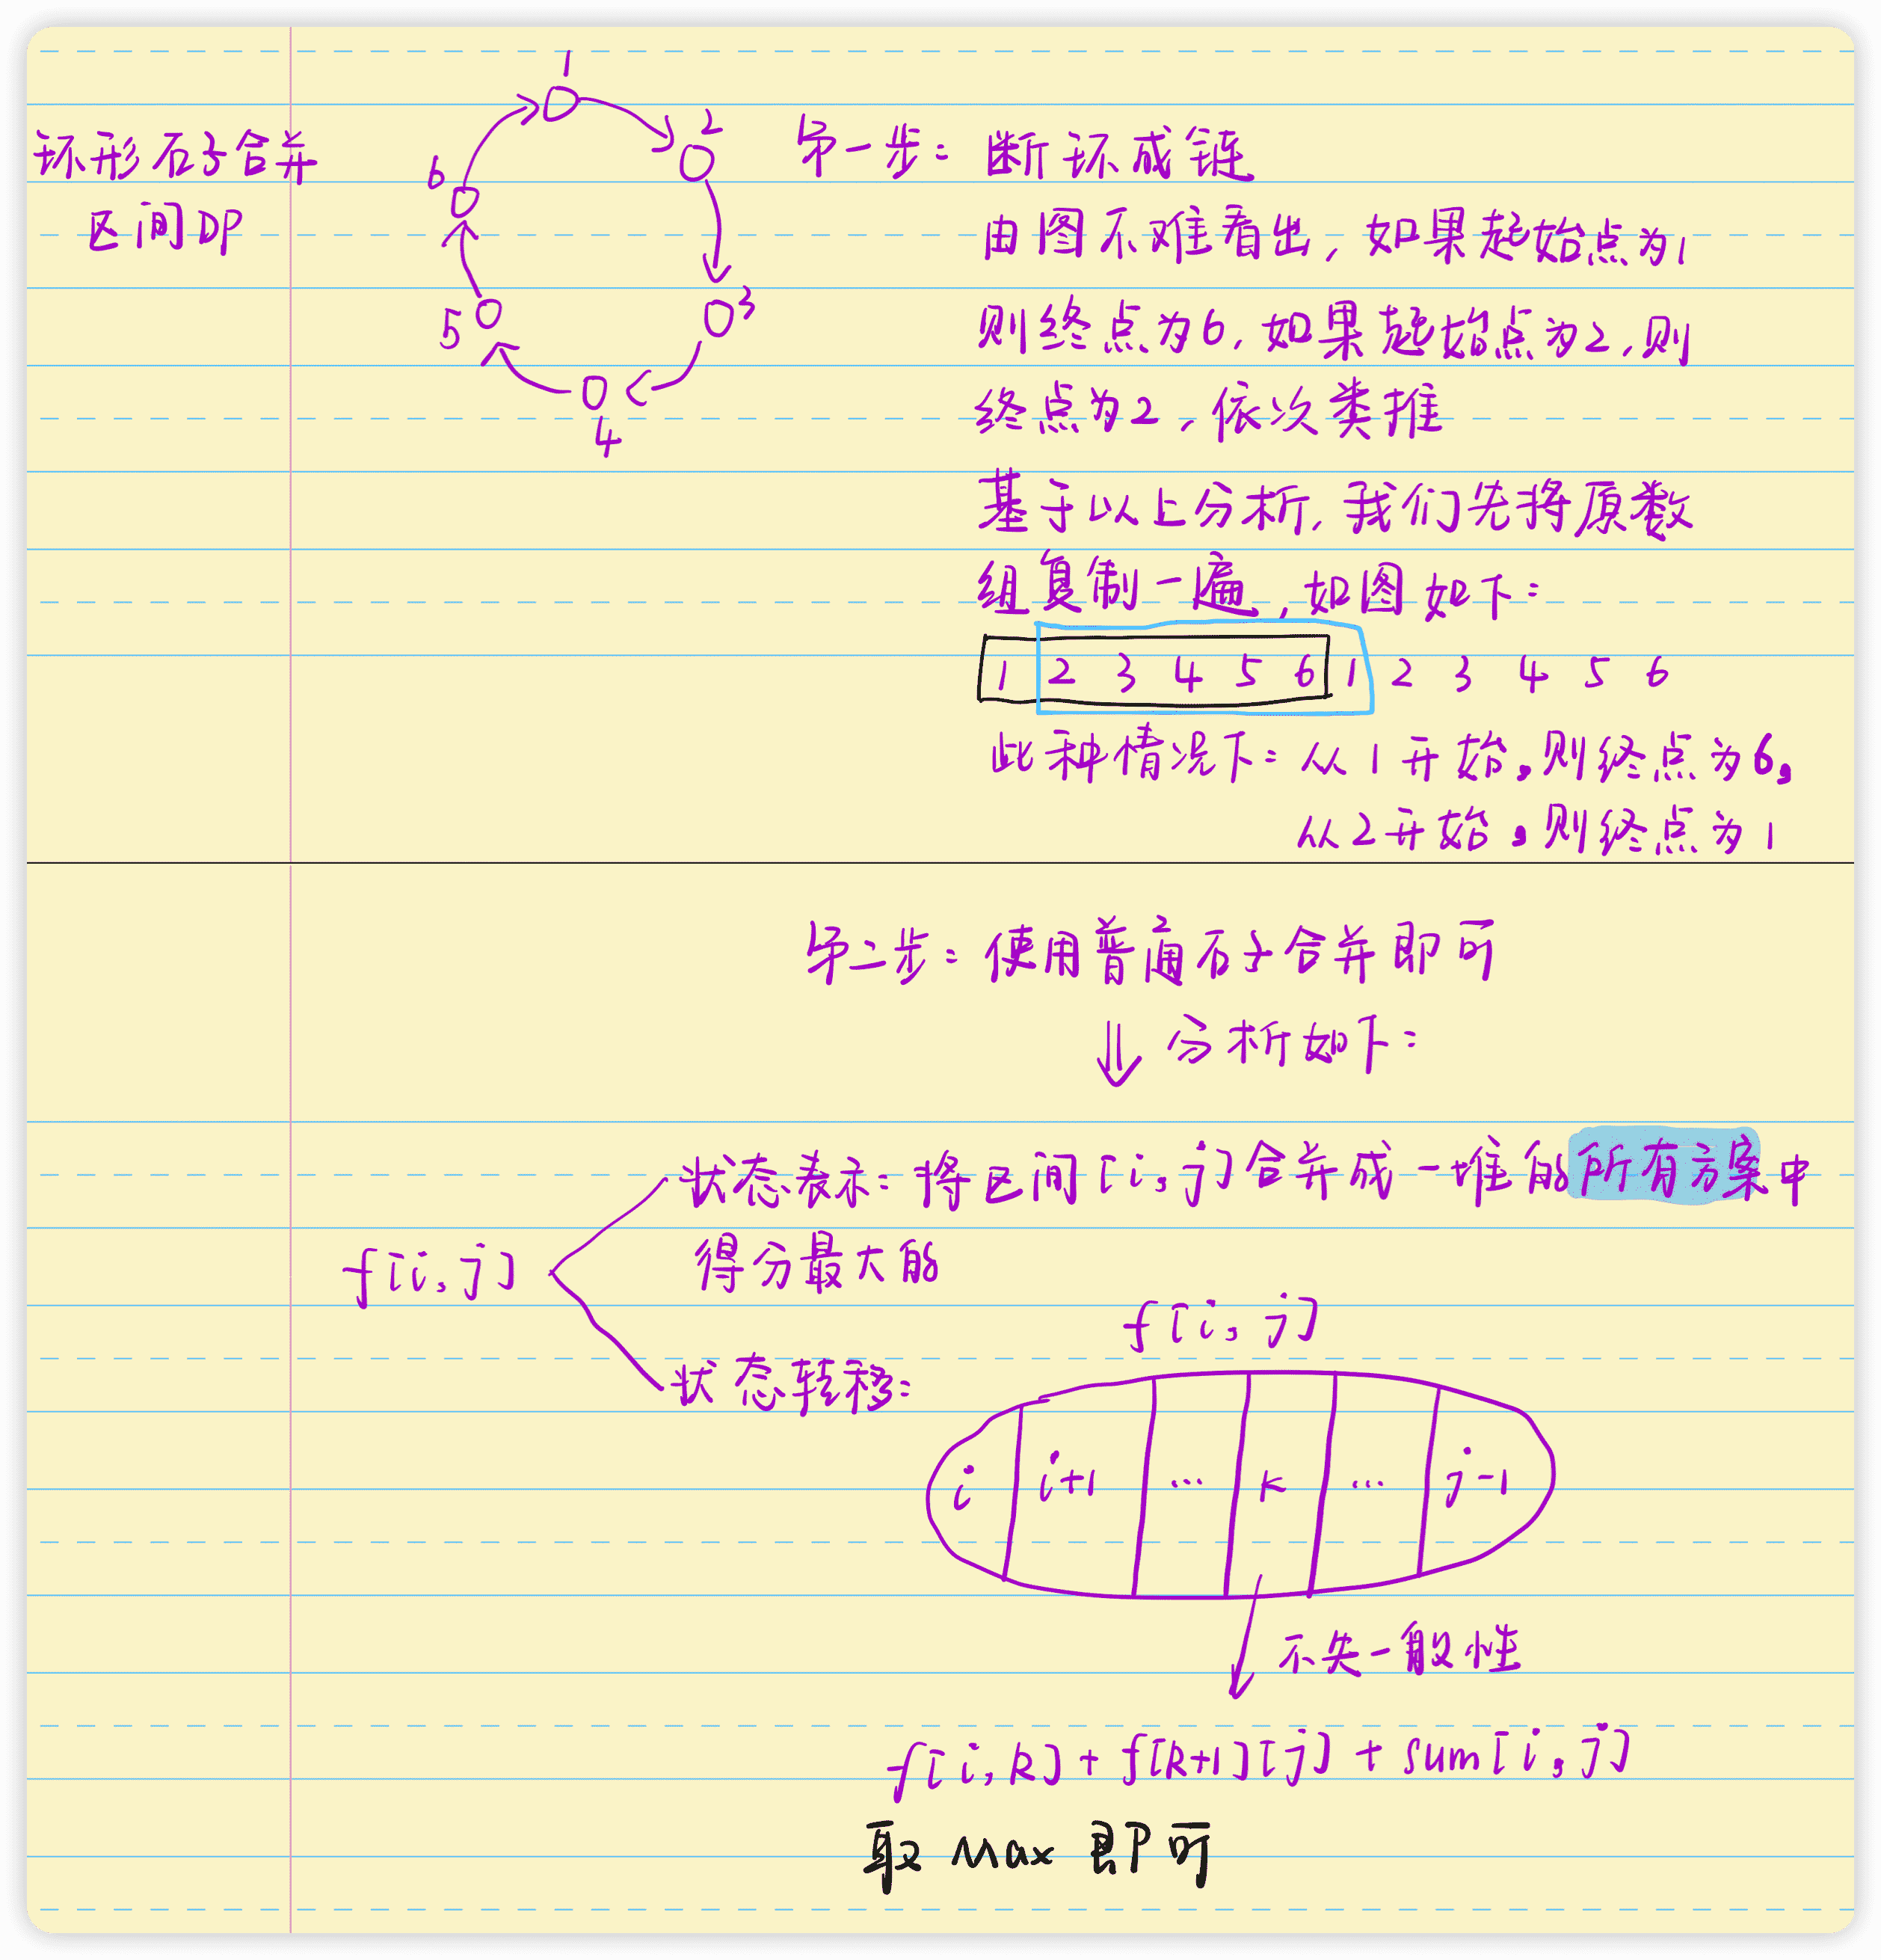 环形石子合并
区间DP
1
2
3
4
5
6
第一步：断环成链
由图不难看出，如果起始点为1
则终点为6，如果起始点为2，则
终点为2，依次类推
基于以上分析，我们先将原数
组复制一遍，如图如下：
1 2 3 4 5 6 1 2 3 4 5 6
此种情况下：从1开始，则终点为6，
从2开始，则终点为1
第二步：使用普通石子合并即可
分析如下：
f[i,j]
状态表示：将区间[i,j]合并成一堆的所有方案中
得分最大的
状态转移：
f[i,j]
i i+1 ... k ... j-1
不失一般性
f[i,k]+f[k+1][j]+sum[i,j]
取Max即可